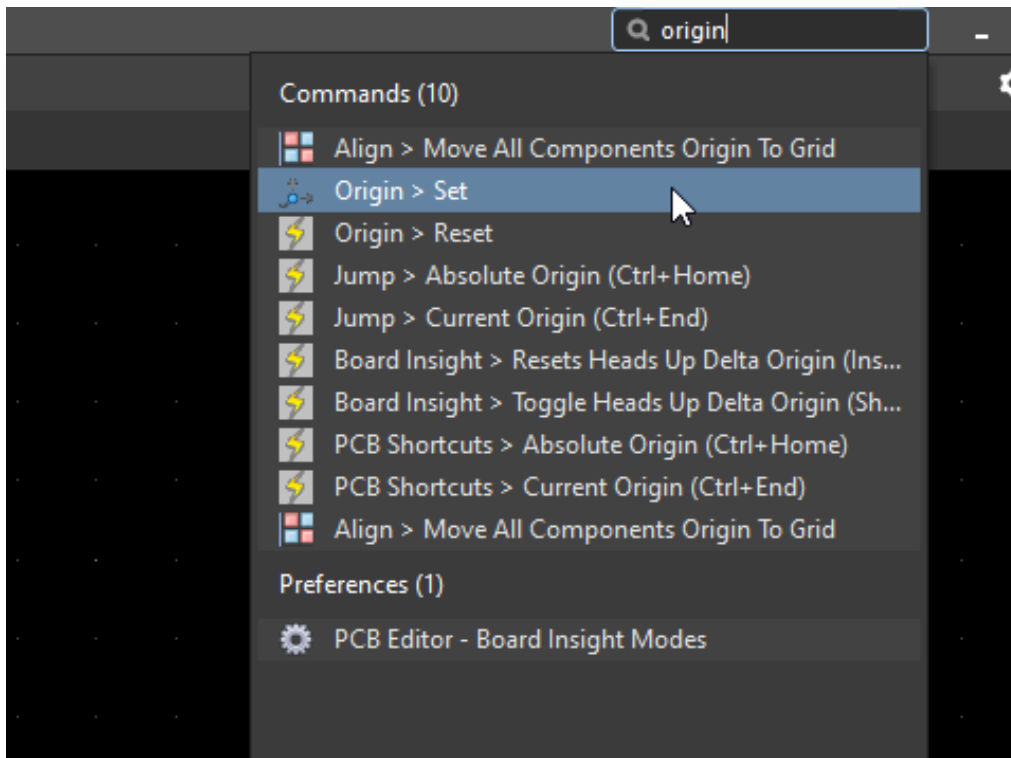 origin
Commands (10)
Align > Move All Components Origin To Grid
Origin > Set
Origin > Reset
Jump > Absolute Origin (Ctrl+Home)
Jump > Current Origin (Ctrl+End)
Board Insight > Resets Heads Up Delta Origin (Ins...
Board Insight > Toggle Heads Up Delta Origin (Sh...
PCB Shortcuts > Absolute Origin (Ctrl+Home)
PCB Shortcuts > Current Origin (Ctrl+End)
Align > Move All Components Origin To Grid
Preferences (1)
PCB Editor - Board Insight Modes